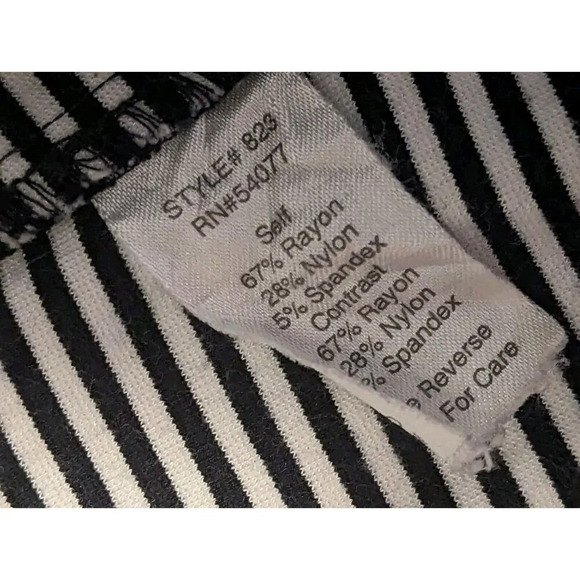 STYLE# 823
RN#54077
Self
67% Rayon
28% Nylon
5% Spandex
Contrast
67% Rayon
28% Nylon
% Spandex
e Reverse
For Care